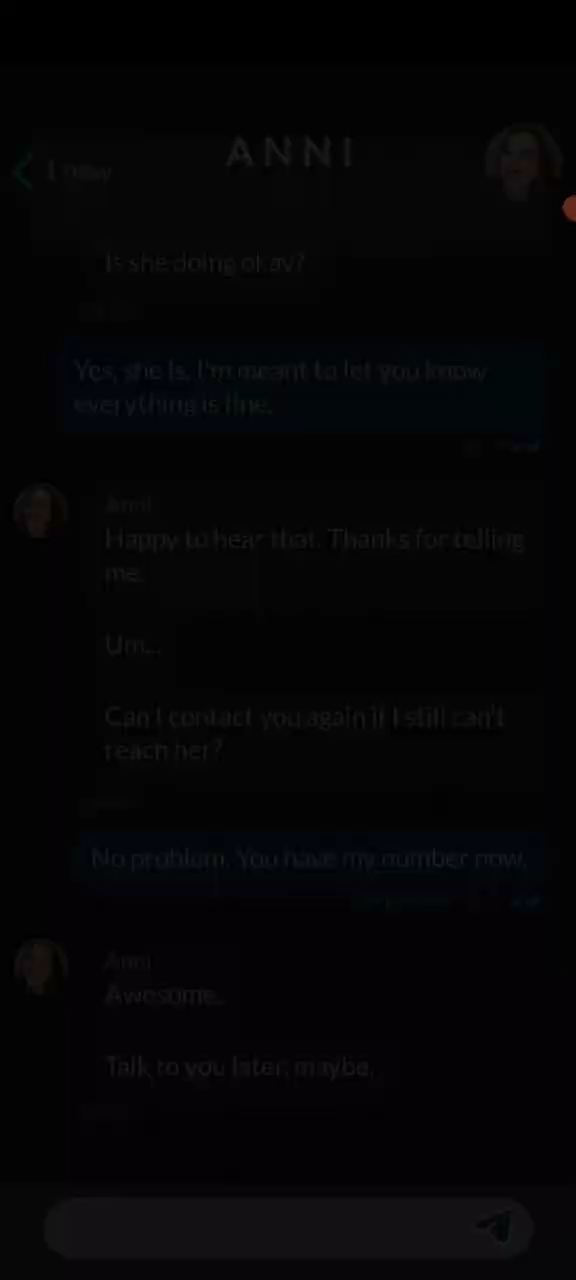 ANNI
1 new
Is she doing okay?
Yes, she is. I'm meant to let you know
everything is fine.
Anni
Happy to hear that. Thanks for telling
me.
Um...
Can I contact you again if I still can't
reach her?
No problem. You have my number now.
Anni
Awesome.
Talk to you later, maybe.